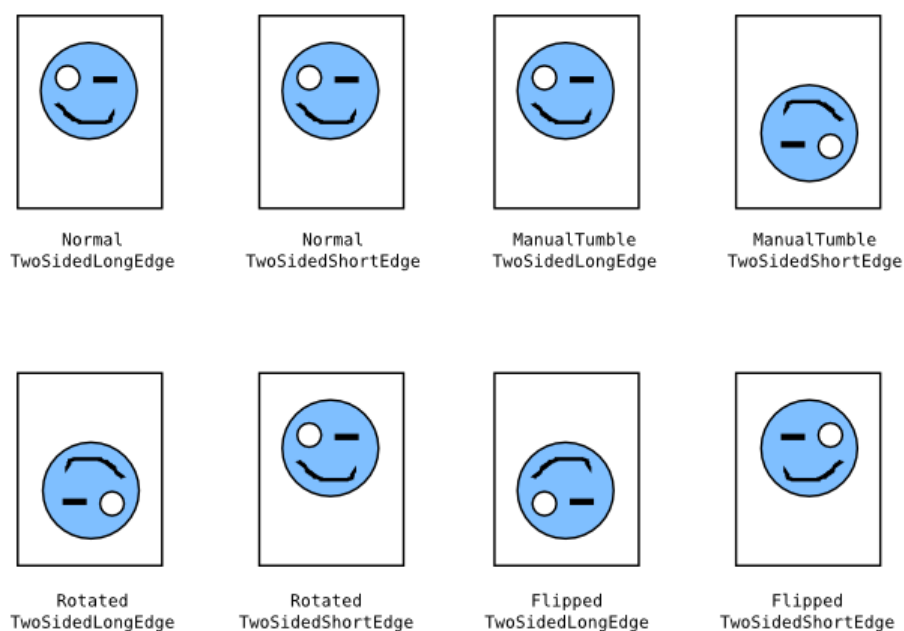 Normal
TwoSidedLongEdge
Normal
TwoSidedShortEdge
ManualTumble
TwoSidedLongEdge
ManualTumble
TwoSidedShortEdge
Rotated
TwoSidedLongEdge
Rotated
TwoSidedShortEdge
Flipped
TwoSidedLongEdge
Flipped
TwoSidedShortEdge